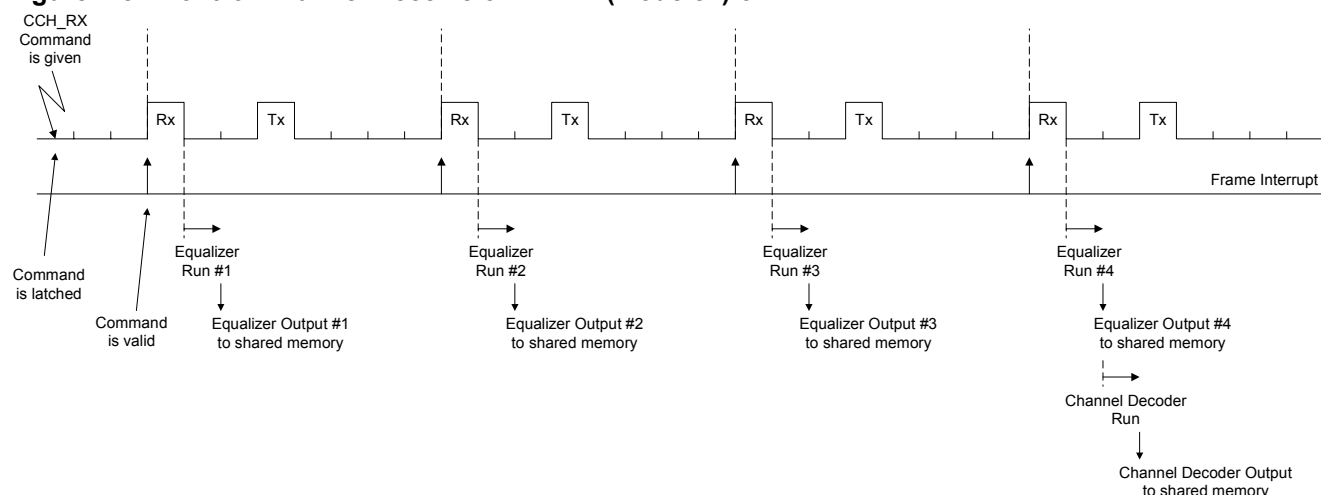 CCH_RX
Command
is given
Rx
Tx
Rx
Tx
Rx
Tx
Rx
Tx
Frame Interrupt
Equalizer
Run #1
Equalizer
Run #2
Equalizer
Run #3
Equalizer
Run #4
Command
is latched
Command
is valid
Equalizer Output #1
to shared memory
Equalizer Output #2
to shared memory
Equalizer Output #3
to shared memory
Equalizer Output #4
to shared memory
Channel Decoder
Run
Channel Decoder Output
to shared memory